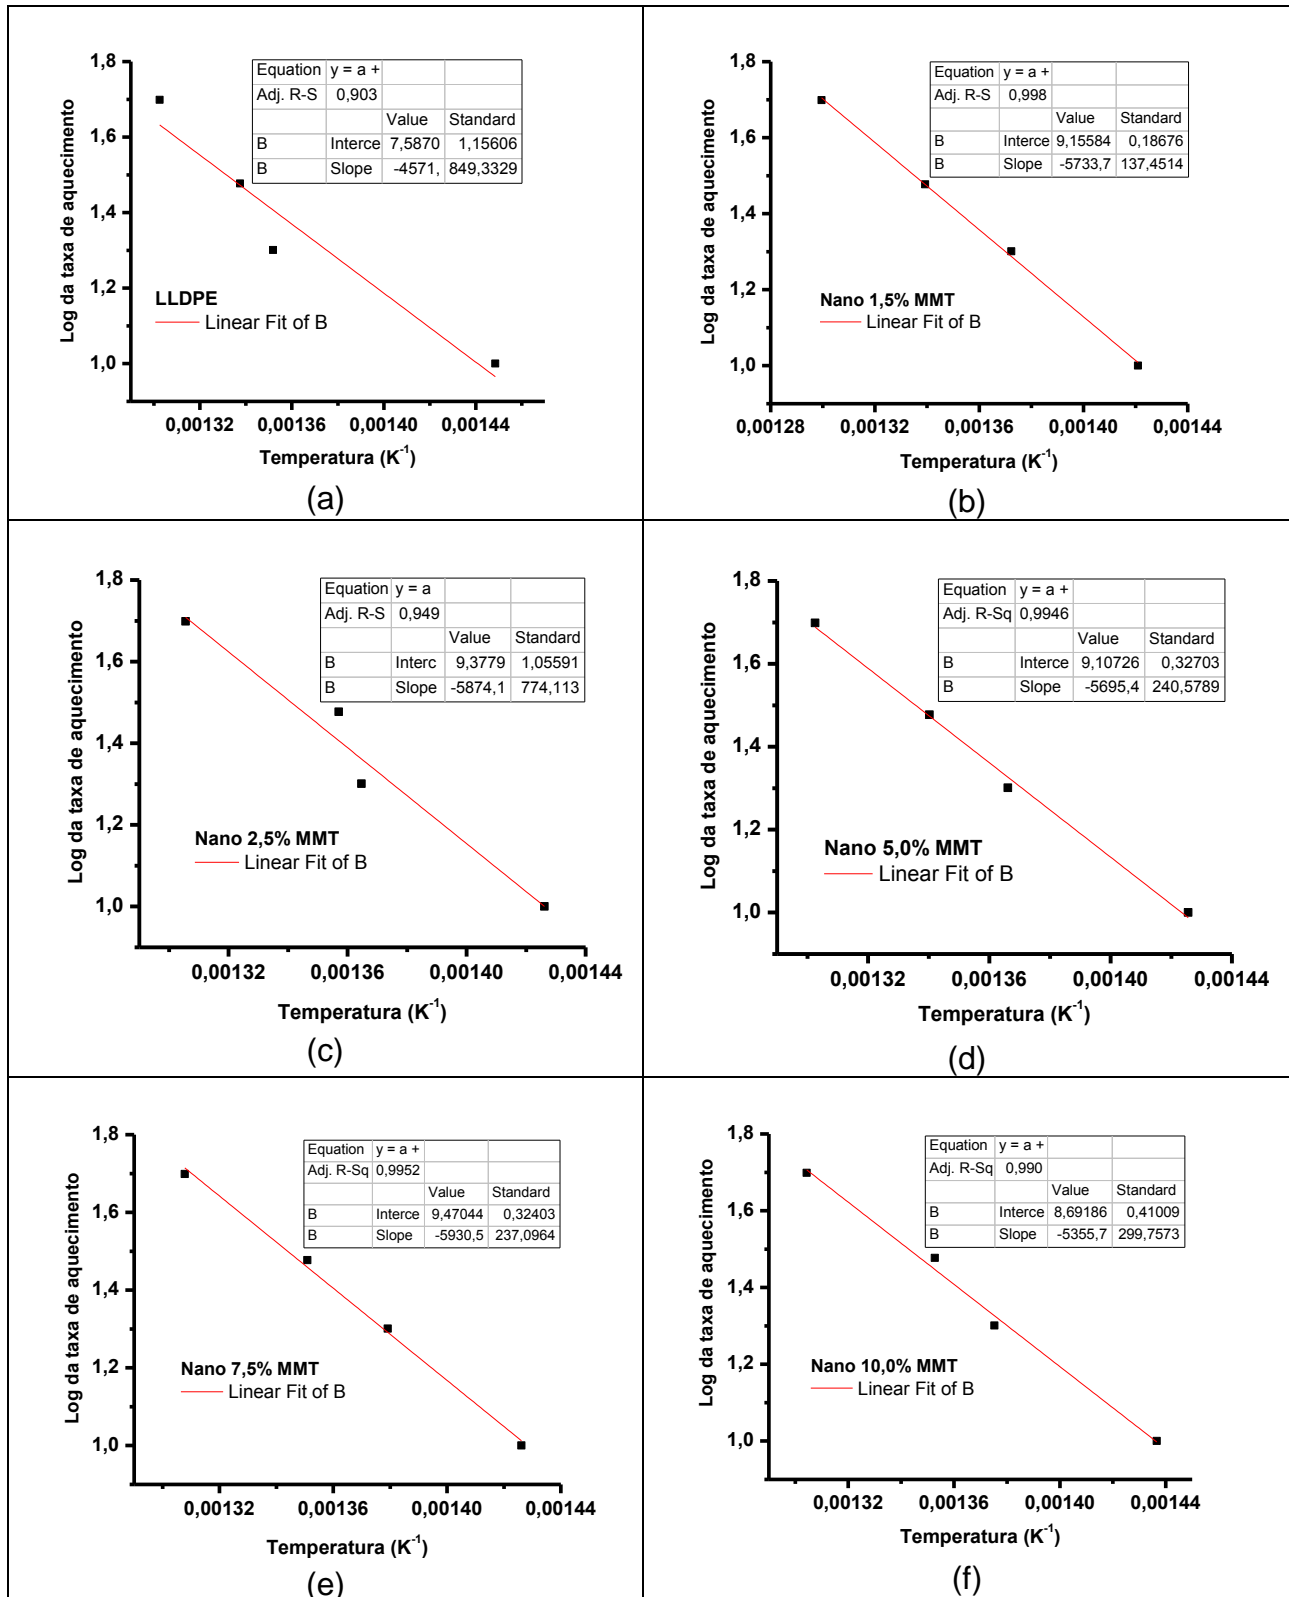 1,8
1,6
1,4
1,2
1,0
Log da taxa de aquecimento
Equation y = a +
Adj. R-S 0,903
Value Standard
B Interce 7,5870 1,15606
B Slope -4571, 849,3329
LLDPE
Linear Fit of B
0,00132 0,00136 0,00140 0,00144
Temperatura (K⁻¹)
(a)
1,8
1,6
1,4
1,2
1,0
Log da taxa de aquecimento
Equation y = a +
Adj. R-S 0,998
Value Standard
B Interce 9,15584 0,18676
B Slope -5733,7 137,4514
Nano 1,5% MMT
Linear Fit of B
0,00128 0,00132 0,00136 0,00140 0,00144
Temperatura (K⁻¹)
(b)
1,8
1,6
1,4
1,2
1,0
Log da taxa de aquecimento
Equation y = a
Adj. R-S 0,949
Value Standard
B Interc 9,3779 1,05591
B Slope -5874,1 774,113
Nano 2,5% MMT
Linear Fit of B
0,00132 0,00136 0,00140 0,00144
Temperatura (K⁻¹)
(c)
1,8
1,6
1,4
1,2
1,0
Log da taxa de aquecimento
Equation y = a +
Adj. R-Sq 0,9946
Value Standard
B Interce 9,10726 0,32703
B Slope -5695,4 240,5789
Nano 5,0% MMT
Linear Fit of B
0,00132 0,00136 0,00140 0,00144
Temperatura (K⁻¹)
(d)
1,8
1,6
1,4
1,2
1,0
Log da taxa de aquecimento
Equation y = a +
Adj. R-Sq 0,9952
Value Standard
B Interce 9,47044 0,32403
B Slope -5930,5 237,0964
Nano 7,5% MMT
Linear Fit of B
0,00132 0,00136 0,00140 0,00144
Temperatura (K⁻¹)
(e)
1,8
1,6
1,4
1,2
1,0
Log da taxa de aquecimento
Equation y = a +
Adj. R-Sq 0,990
Value Standard
B Interce 8,69186 0,41009
B Slope -5355,7 299,7573
Nano 10,0% MMT
Linear Fit of B
0,00132 0,00136 0,00140 0,00144
Temperatura (K⁻¹)
(f)